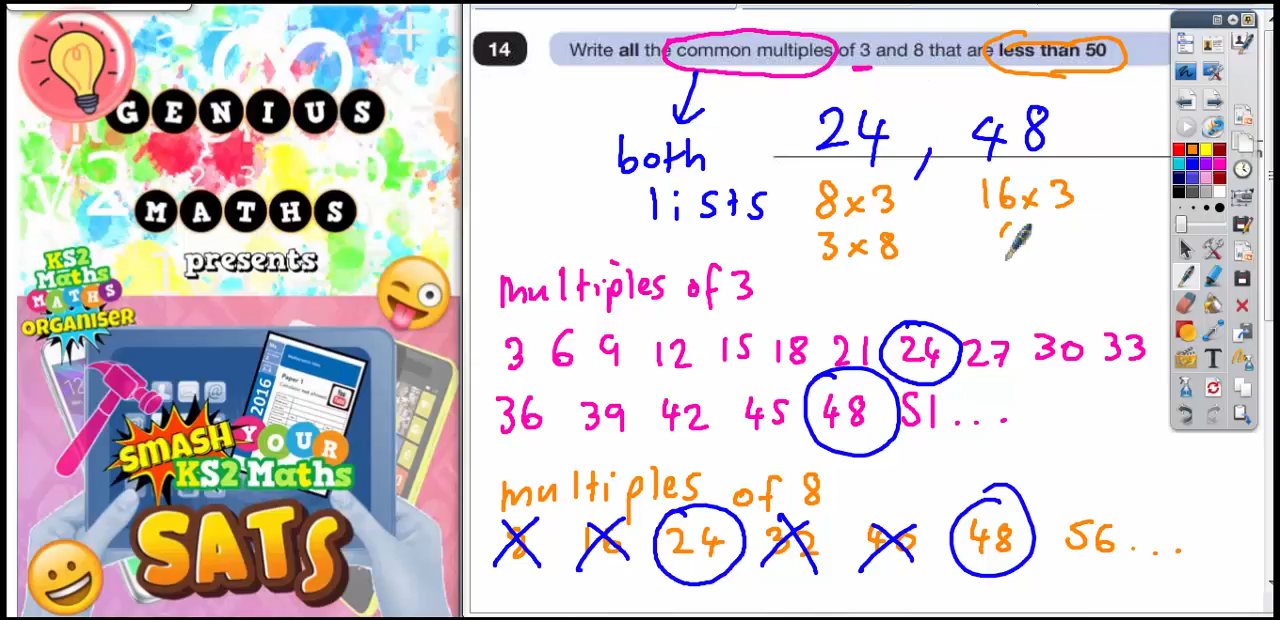 GENIUS
MATHS
presents
KS2
Maths
MATHS
ORGANISER
2016
Paper 1
SMASH
YOUR
KS2 Maths
SATS
14
Write all the common multiples of 3 and 8 that are less than 50
24, 48
both
lists
8 x 3
3 x 8
16 x 3
multiples of 3
3 6 9 12 15 18 21 24 27 30 33
36 39 42 45 48 51...
multiples of 8
8 16 24 32 40 48 56...